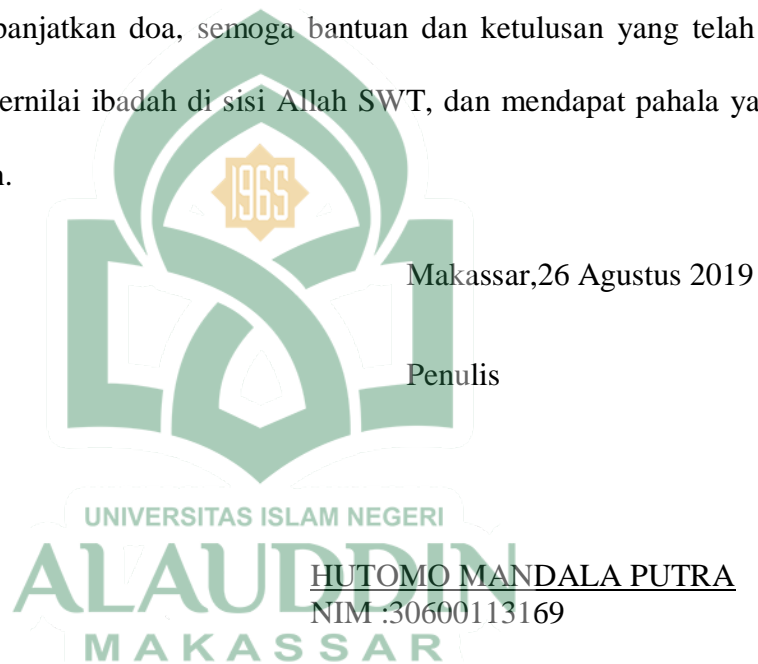 panjatkan doa, semoga bantuan dan ketulusan yang telah
ernilai ibadah di sisi Allah SWT, dan mendapat pahala ya
1965
Makassar,26 Agustus 2019
Penulis
UNIVERSITAS ISLAM NEGERI
ALAUDDIN
HUTOMO MANDALA PUTRA
NIM :30600113169
MAKASSAR